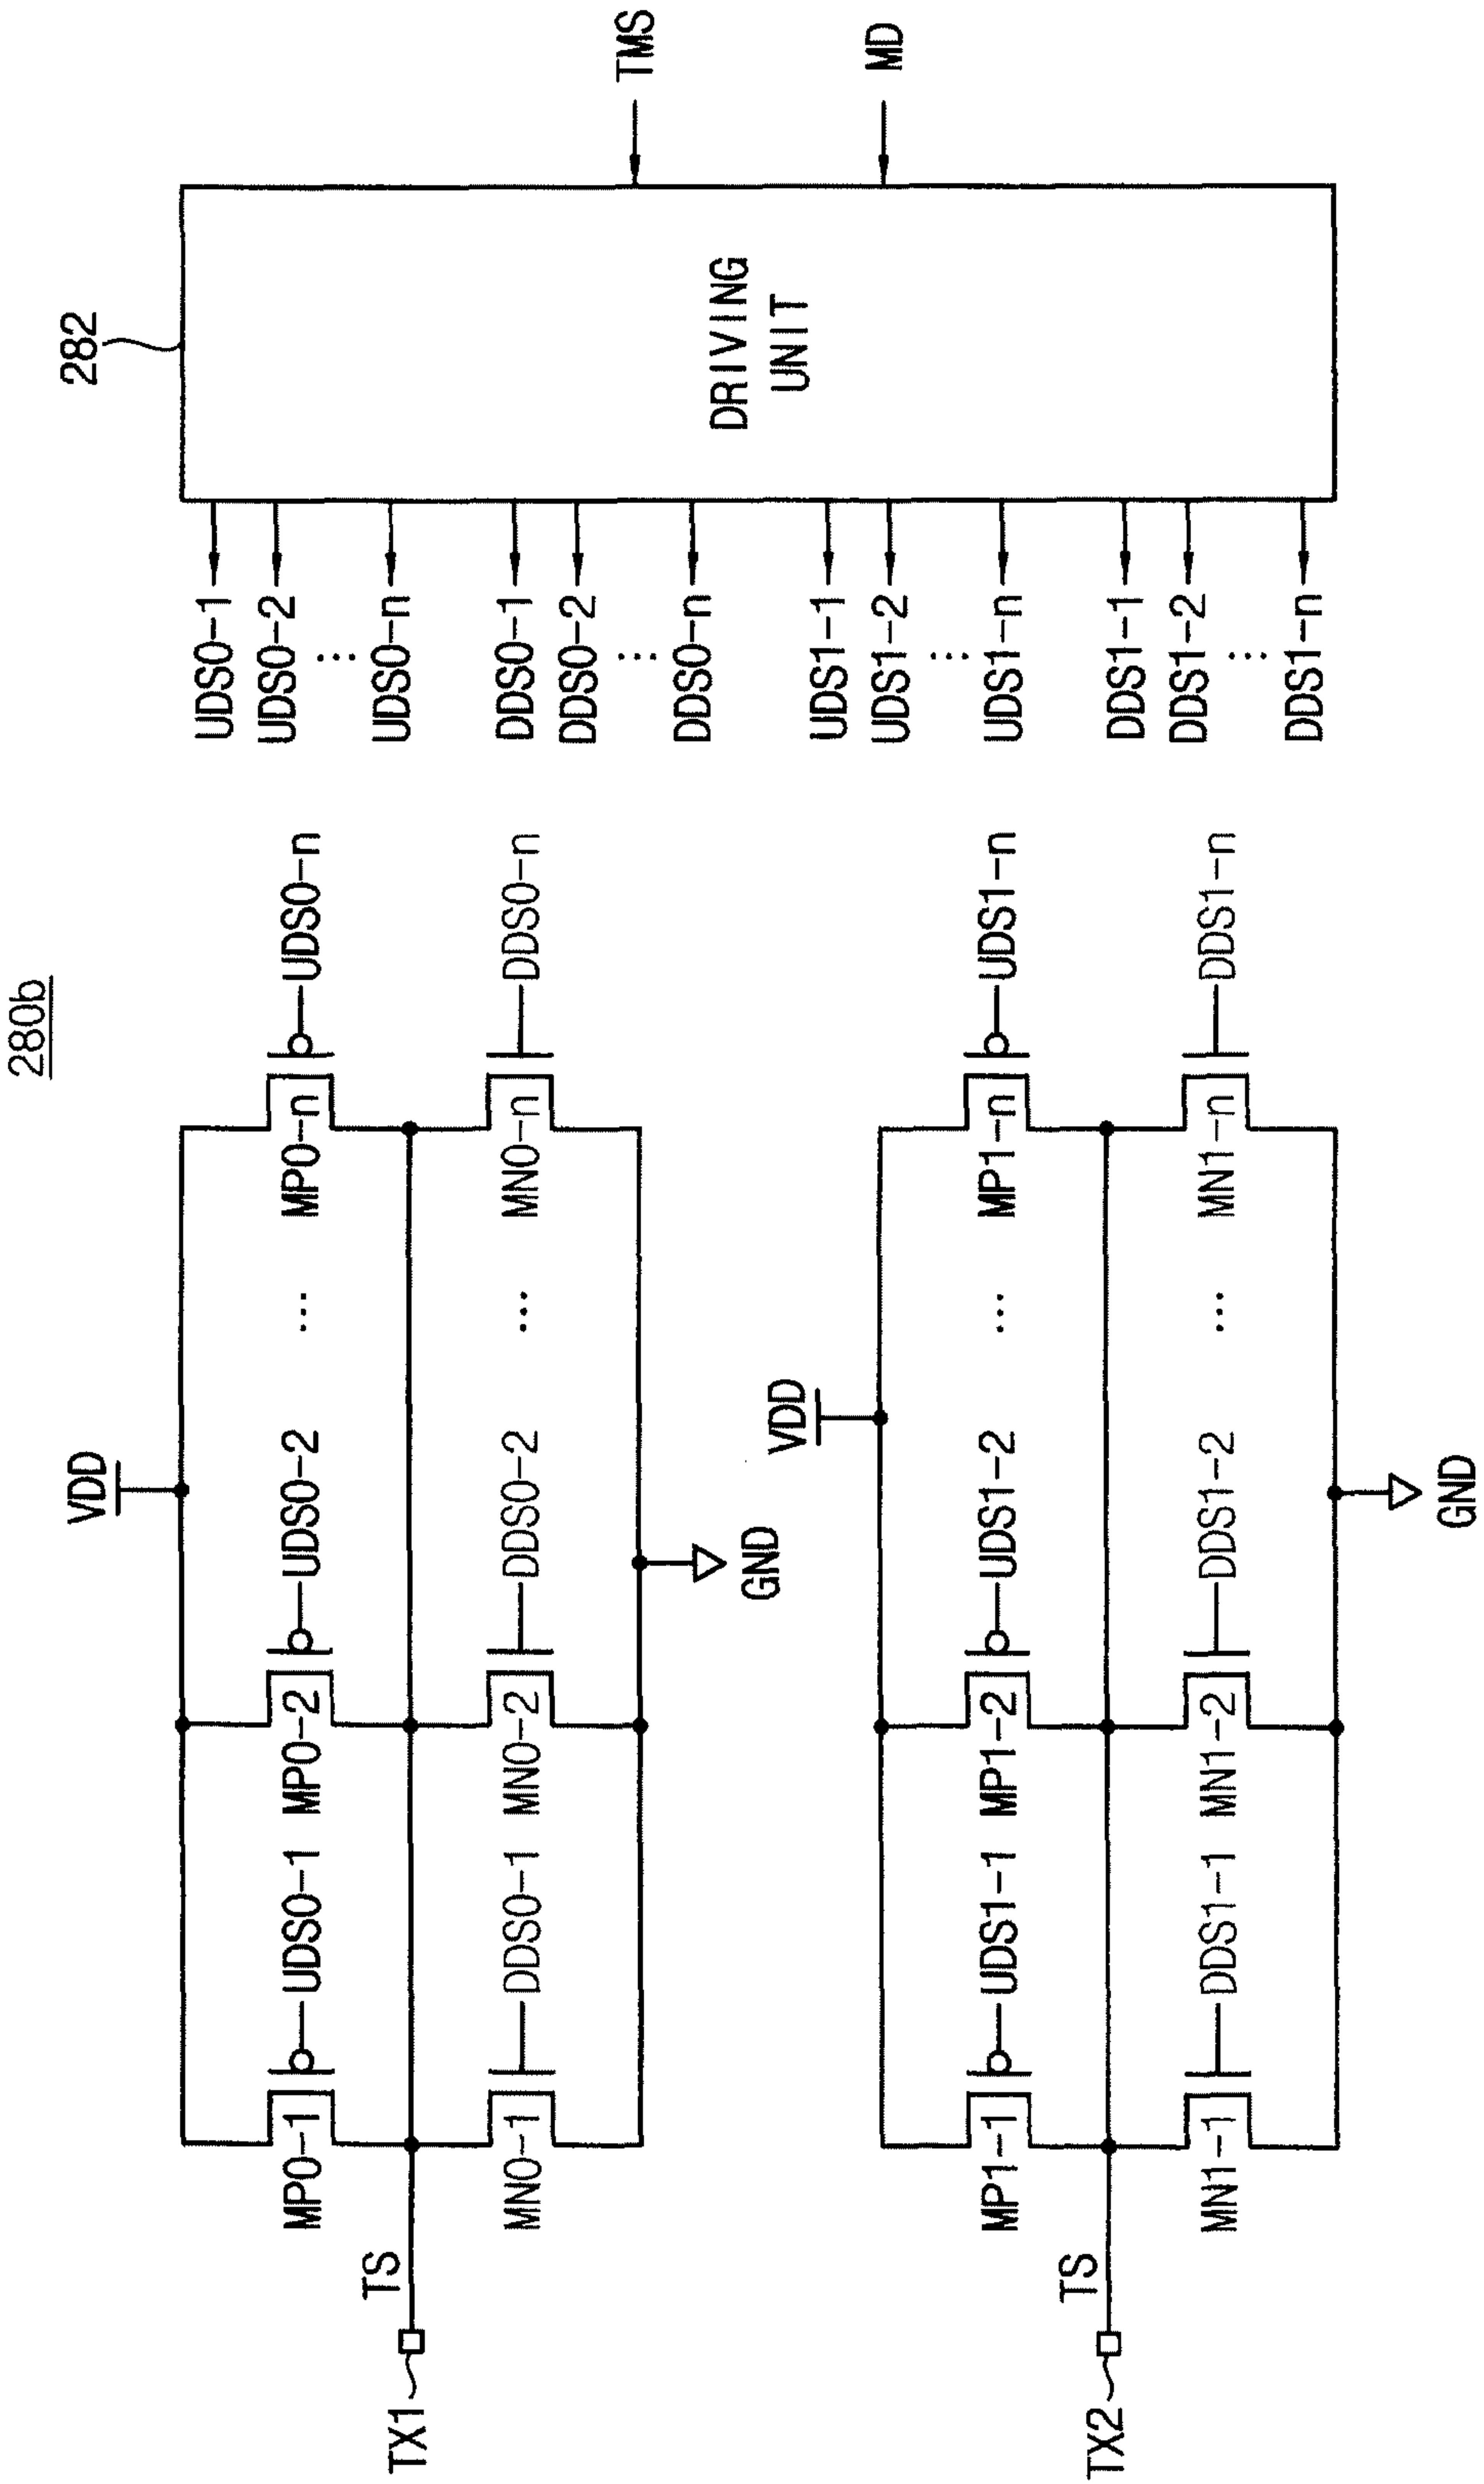 280b
VDD
MP0-1
UDS0-1
MP0-2
UDS0-2
...
MP0-n
UDS0-n
TX1
TS
MN0-1
DDS0-1
MN0-2
DDS0-2
...
MN0-n
DDS0-n
GND
VDD
MP1-1
UDS1-1
MP1-2
UDS1-2
...
MP1-n
UDS1-n
TX2
TS
MN1-1
DDS1-1
MN1-2
DDS1-2
...
MN1-n
DDS1-n
GND
282
UDS0-1
UDS0-2
...
UDS0-n
DDS0-1
DDS0-2
...
DDS0-n
UDS1-1
UDS1-2
...
UDS1-n
DDS1-1
DDS1-2
...
DDS1-n
DRIVING
UNIT
TMS
MD